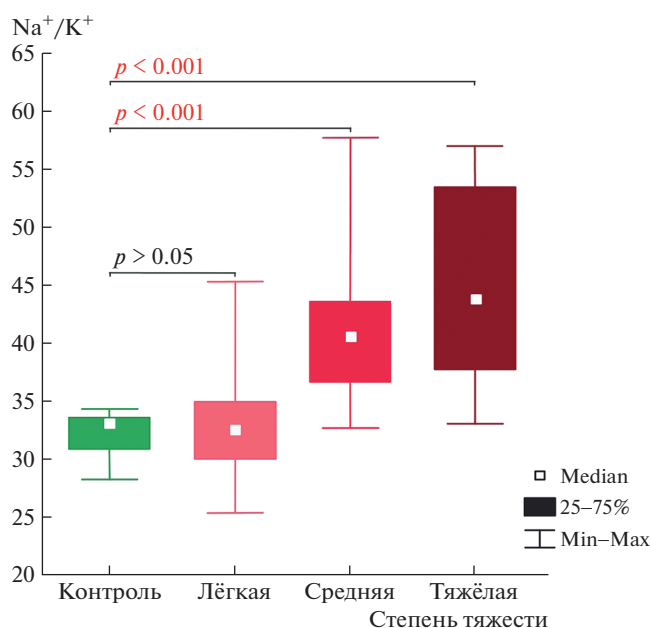 Na⁺/K⁺
65
60
55
50
45
40
35
30
25
20
p < 0.001
p < 0.001
p > 0.05
Median
25–75%
Min–Max
Контроль
Лёгкая
Средняя
Тяжёлая
Степень тяжести